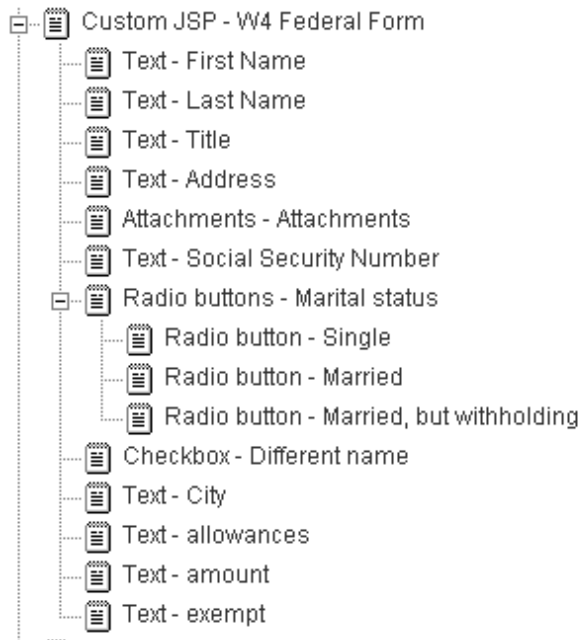 Custom JSP - W4 Federal Form
Text - First Name
Text - Last Name
Text - Title
Text - Address
Attachments - Attachments
Text - Social Security Number
Radio buttons - Marital status
Radio button - Single
Radio button - Married
Radio button - Married, but withholding
Checkbox - Different name
Text - City
Text - allowances
Text - amount
Text - exempt